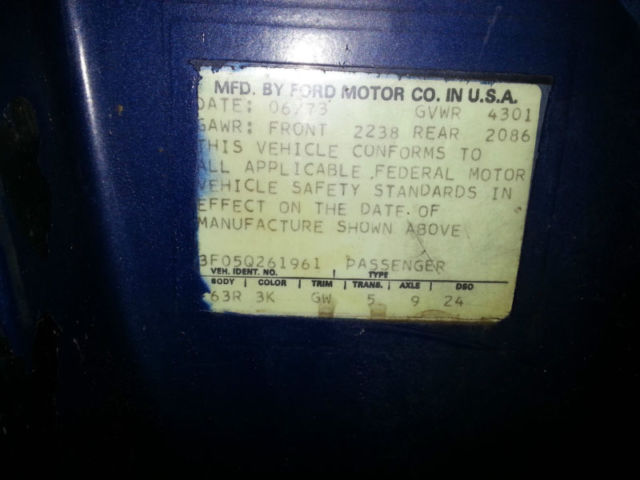 MFD. BY FORD MOTOR CO. IN U.S.A.
DATE: 06/73 GVWR 4301
GAWR: FRONT 2238 REAR 2086
THIS VEHICLE CONFORMS TO
ALL APPLICABLE FEDERAL MOTOR
VEHICLE SAFETY STANDARDS IN
EFFECT ON THE DATE OF
MANUFACTURE SHOWN ABOVE
3F05Q261961 PASSENGER
VEH. IDENT. NO. TYPE
BODY COLOR TRIM TRANS. AXLE DSO
63R 3K GW 5 9 24